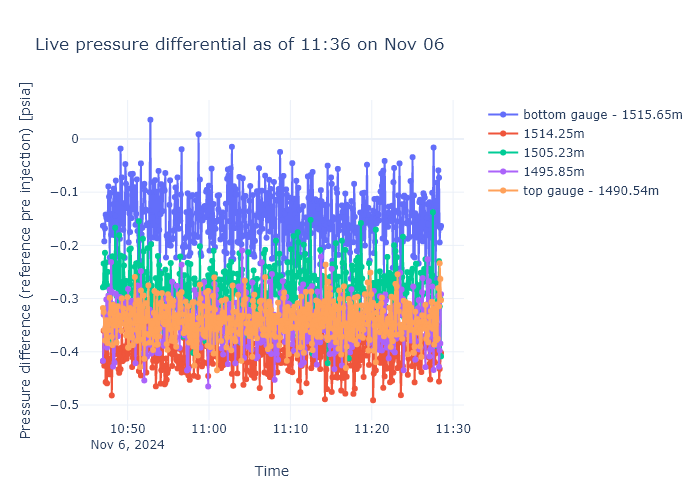 Live pressure differential as of 11:36 on Nov 06
Pressure difference (reference pre injection) [psia]
0
−0.1
−0.2
−0.3
−0.4
−0.5
10:50
Nov 6, 2024
11:00
11:10
11:20
11:30
Time
bottom gauge - 1515.65m
1514.25m
1505.23m
1495.85m
top gauge - 1490.54m